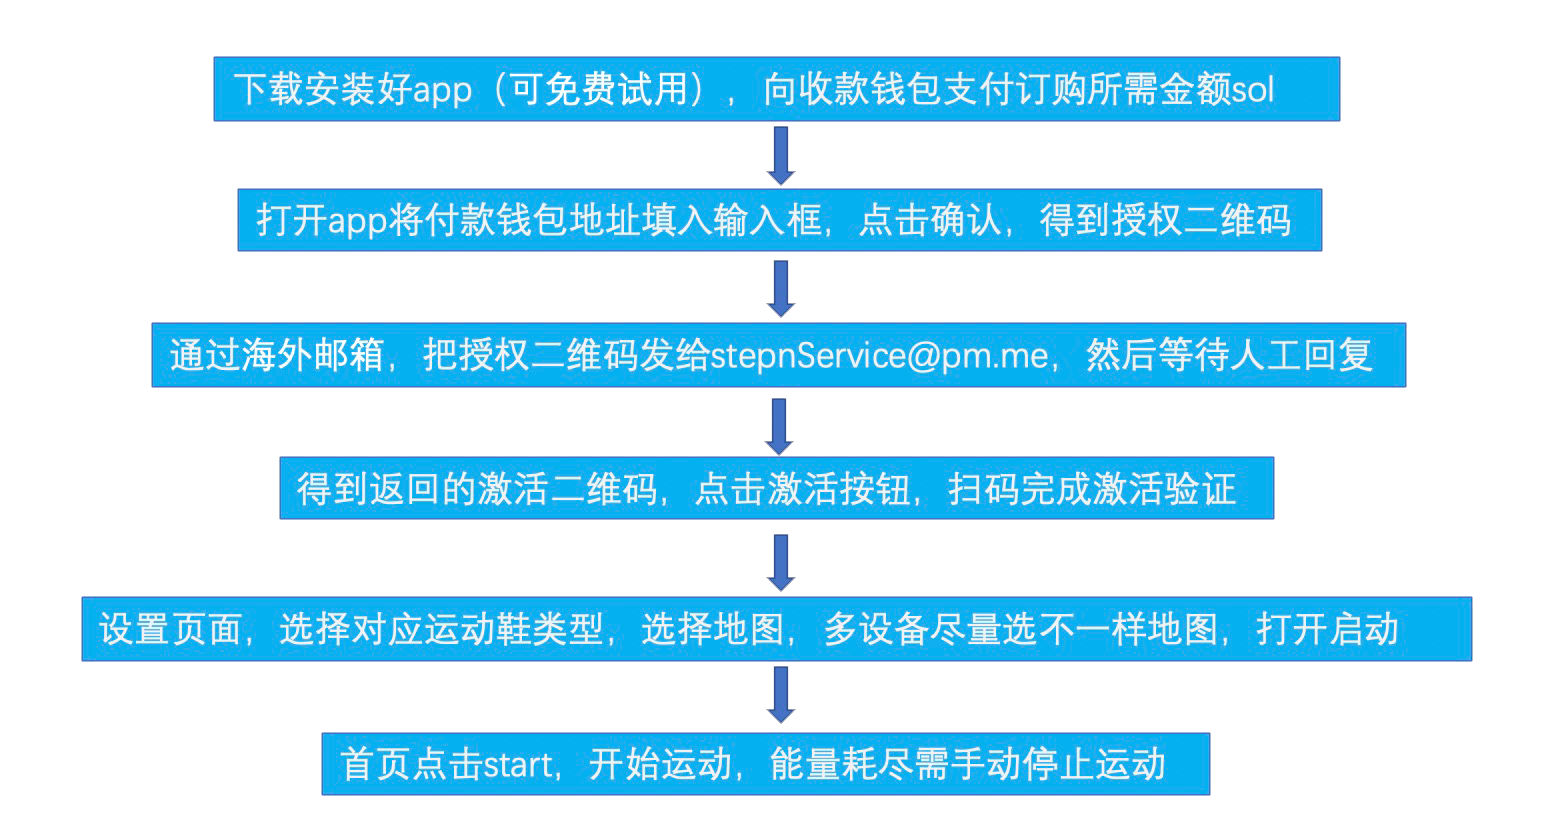 下载安装好app（可免费试用），向收款钱包支付订购所需金额sol
打开app将付款钱包地址填入输入框，点击确认，得到授权二维码
通过海外邮箱，把授权二维码发给stepnService@pm.me，然后等待人工回复
得到返回的激活二维码，点击激活按钮，扫码完成激活验证
设置页面，选择对应运动鞋类型，选择地图，多设备尽量选不一样地图，打开启动
首页点击start，开始运动，能量耗尽需手动停止运动